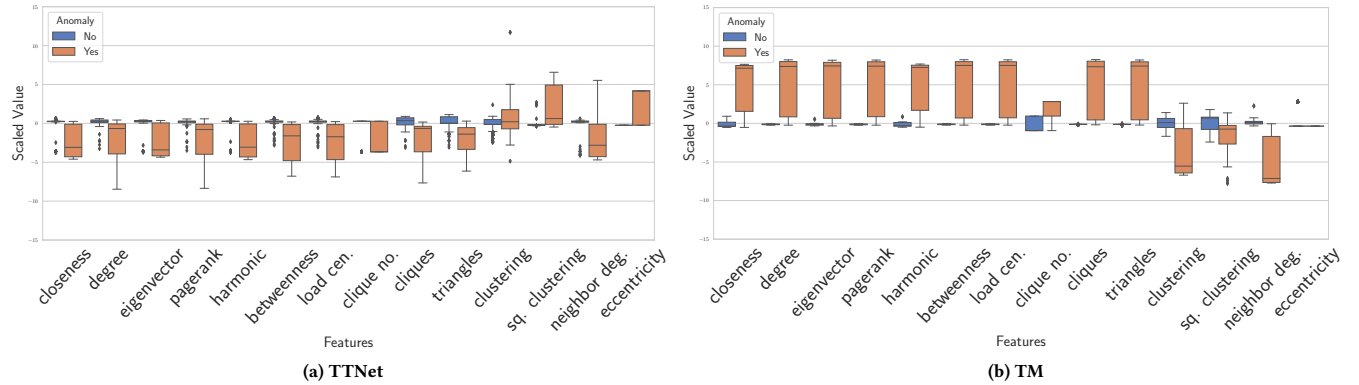 Anomaly
No
Yes
15
10
5
0
−5
−10
−15
Scaled Value
closeness
degree
eigenvector
pagerank
harmonic
betweenness
load cen.
clique no.
cliques
triangles
clustering
sq. clustering
neighbor deg.
eccentricity
Features
(a) TTNet
Anomaly
No
Yes
15
10
5
0
−5
−10
−15
Scaled Value
closeness
degree
eigenvector
pagerank
harmonic
betweenness
load cen.
clique no.
cliques
triangles
clustering
sq. clustering
neighbor deg.
eccentricity
Features
(b) TM